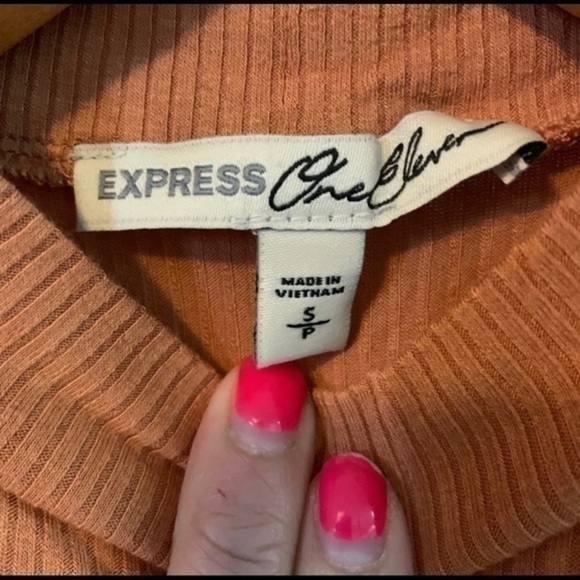 EXPRESS One Eleven
MADE IN
VIETNAM
S
P